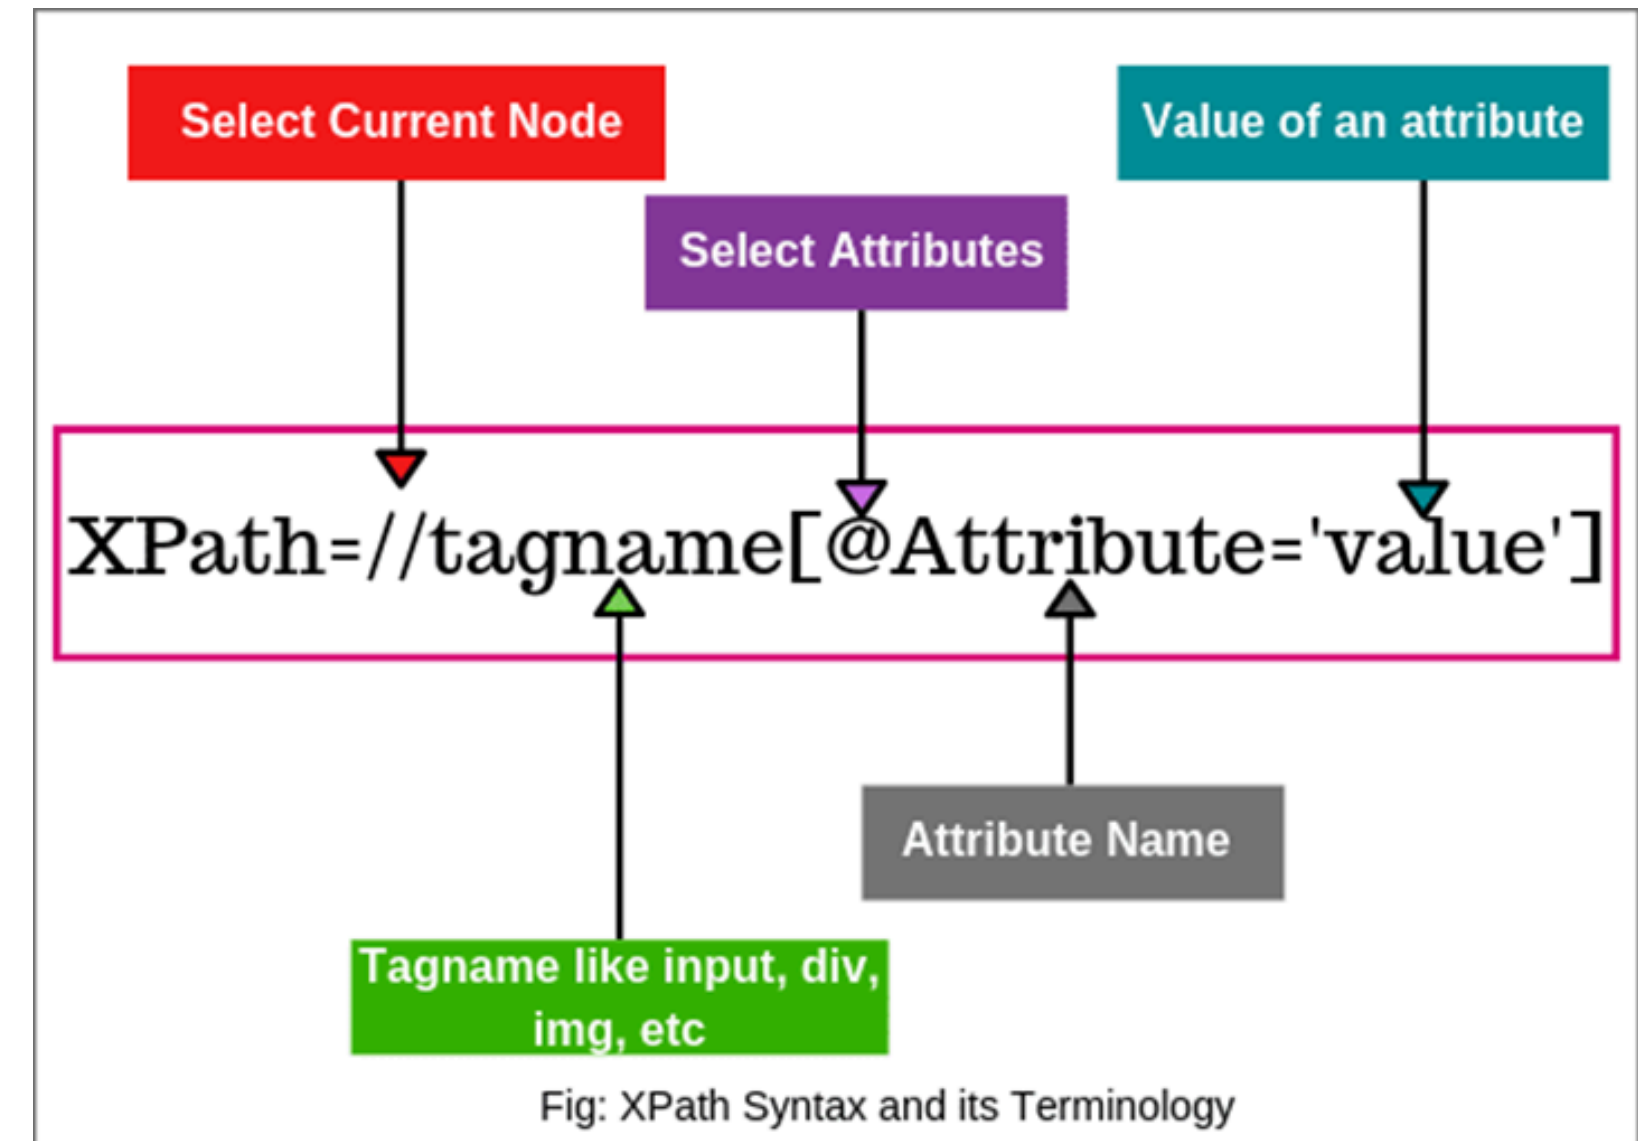 Select Current Node
Value of an attribute
Select Attributes
XPath=//tagname[@Attribute='value']
Attribute Name
Tagname like input, div,
img, etc
Fig: XPath Syntax and its Terminology